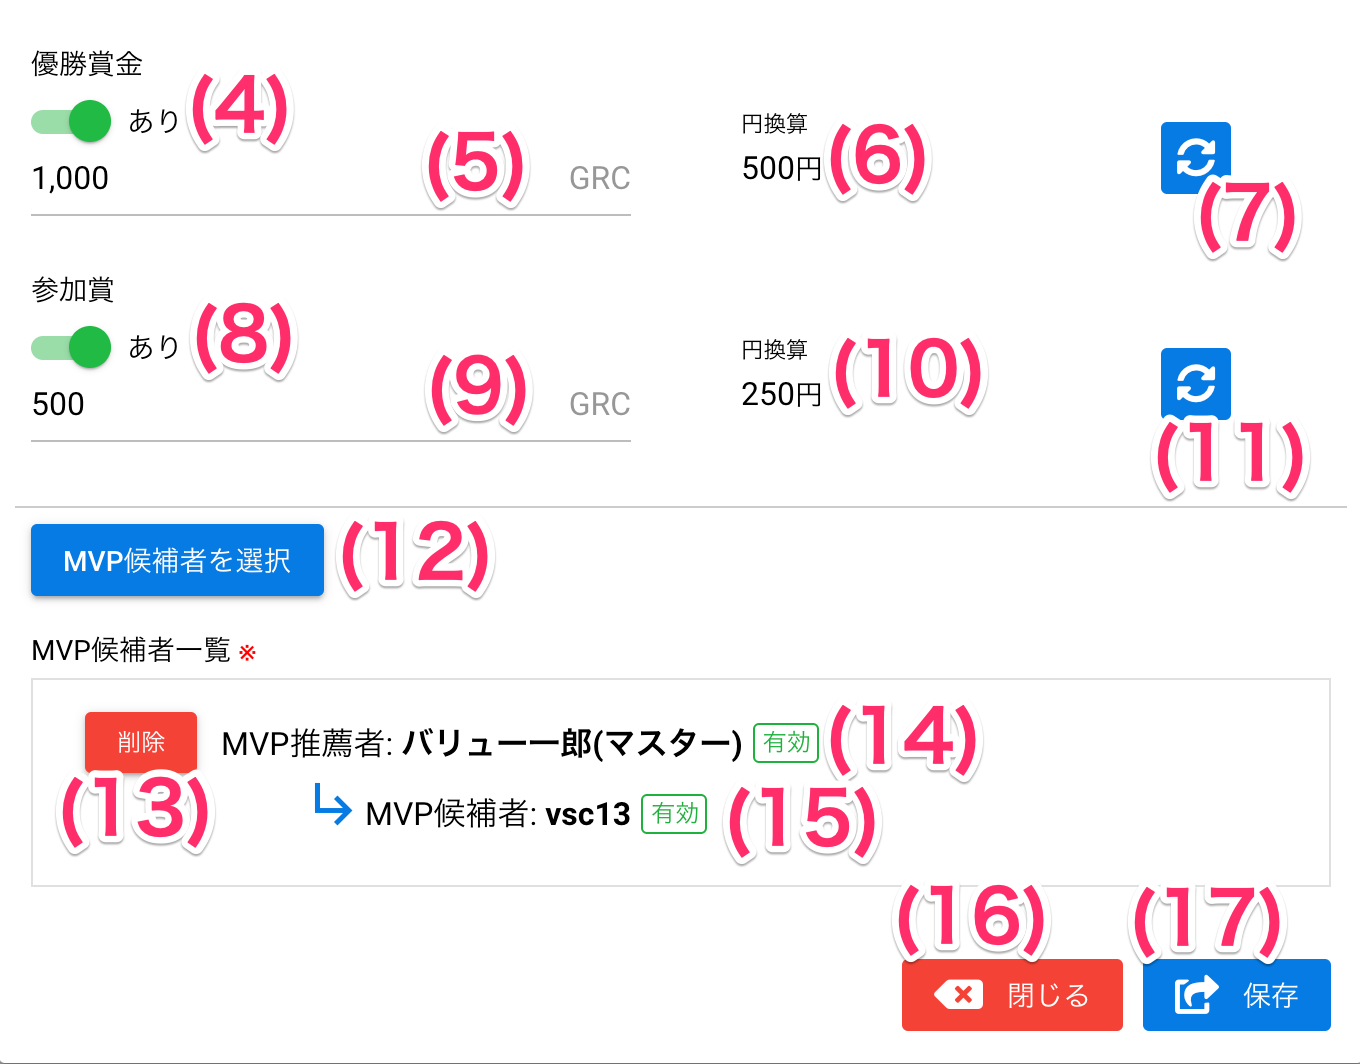 優勝賞金
あり (4)
1,000 (5) GRC
円換算
500円 (6)
(7)
参加賞
あり (8)
500 (9) GRC
円換算
250円 (10)
(11)
MVP候補者を選択 (12)
MVP候補者一覧 ※
削除 (13)
MVP推薦者: バリュー一郎(マスター) 有効 (14)
MVP候補者: vsc13 有効 (15)
(16) (17)
閉じる 保存